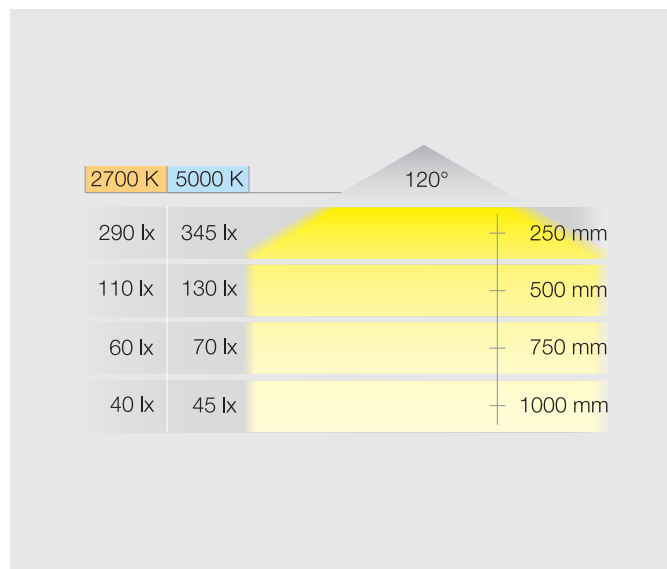 2700 K 5000 K 120°
290 lx 345 lx 250 mm
110 lx 130 lx 500 mm
60 lx 70 lx 750 mm
40 lx 45 lx 1000 mm